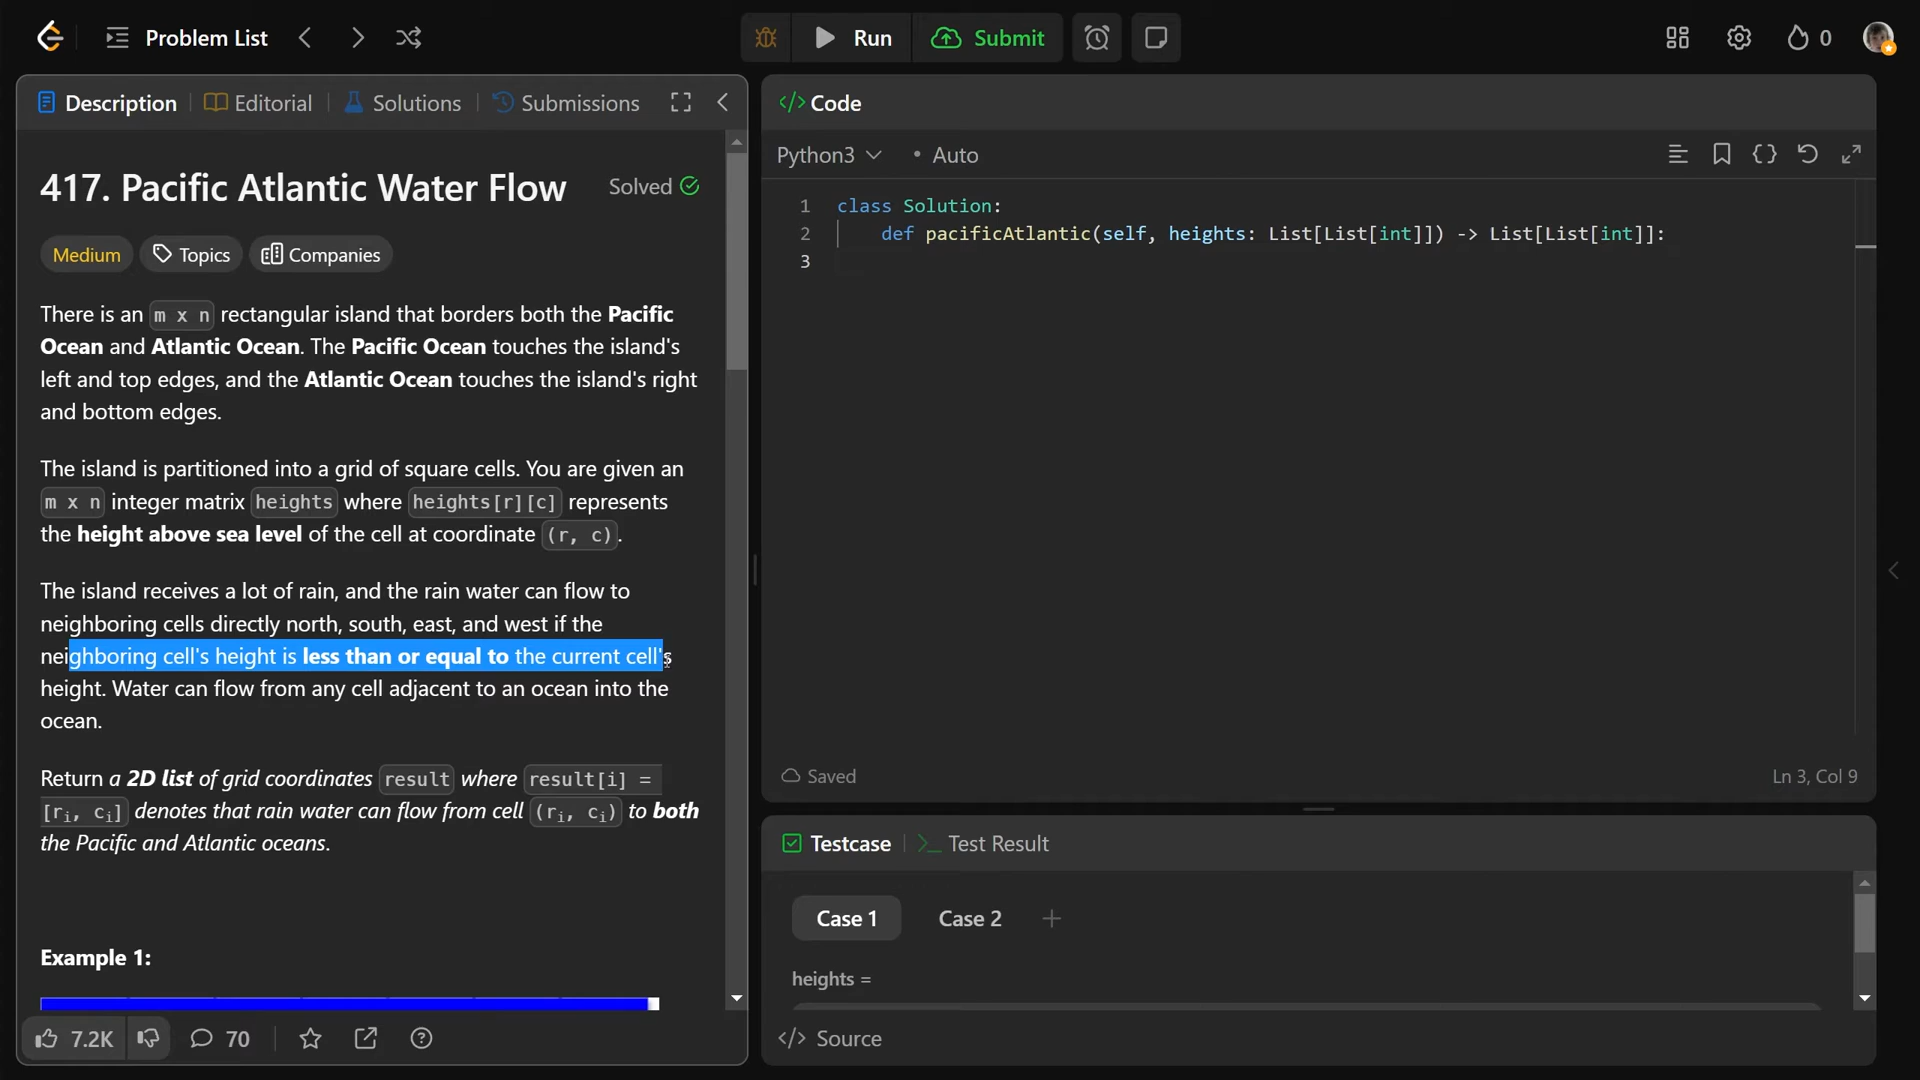 Problem List
Run
Submit
0
Description
Editorial
Solutions
Submissions
417. Pacific Atlantic Water Flow
Solved
Medium
Topics
Companies
There is an m x n rectangular island that borders both the Pacific
Ocean and Atlantic Ocean. The Pacific Ocean touches the island's
left and top edges, and the Atlantic Ocean touches the island's right
and bottom edges.
The island is partitioned into a grid of square cells. You are given an
m x n integer matrix heights where heights[r][c] represents
the height above sea level of the cell at coordinate (r, c).
The island receives a lot of rain, and the rain water can flow to
neighboring cells directly north, south, east, and west if the
neighboring cell's height is less than or equal to the current cell's
height. Water can flow from any cell adjacent to an ocean into the
ocean.
Return a 2D list of grid coordinates result where result[i] =
[ri, ci] denotes that rain water can flow from cell (ri, ci) to both
the Pacific and Atlantic oceans.
Example 1:
7.2K
70
</> Code
Python3
• Auto
1 class Solution:
2 def pacificAtlantic(self, heights: List[List[int]]) -> List[List[int]]:
3
Saved
Ln 3, Col 9
Testcase
>_ Test Result
Case 1
Case 2
+
heights =
</> Source